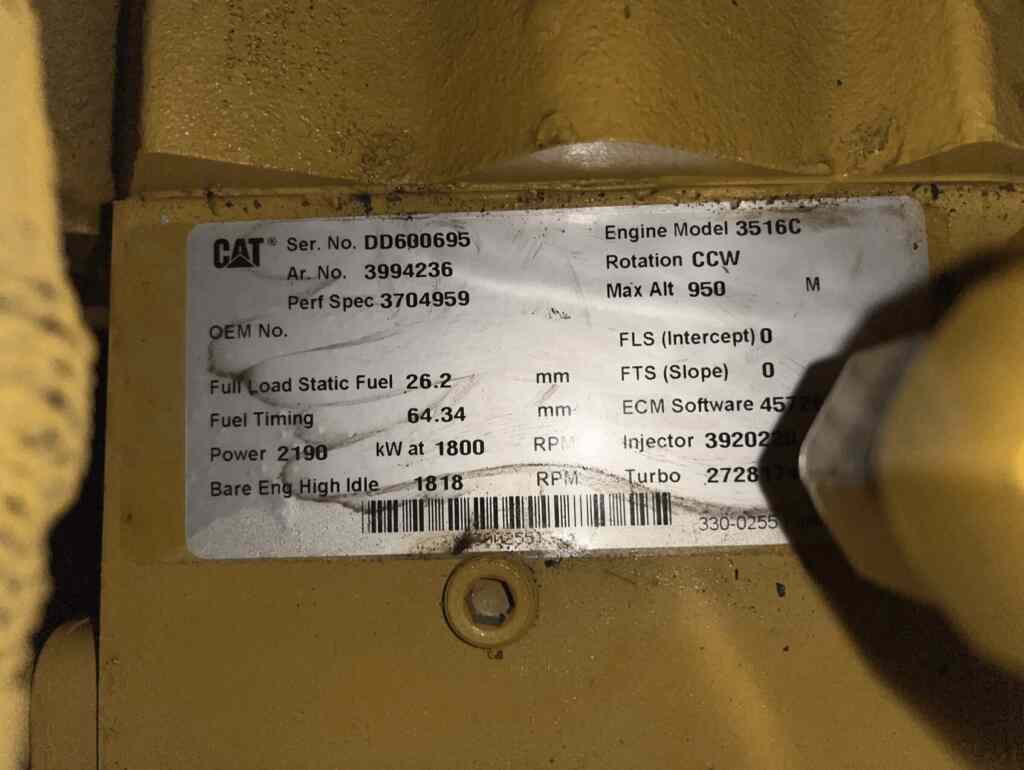 CAT® Ser. No. DD600695
Ar. No. 3994236
Perf Spec 3704959
OEM No.
Full Load Static Fuel 26.2 mm
Fuel Timing 64.34 mm
Power 2190 kW at 1800 RPM
Bare Eng High Idle 1818 RPM
Engine Model 3516C
Rotation CCW
Max Alt 950 M
FLS (Intercept) 0
FTS (Slope) 0
ECM Software
Injector
Turbo